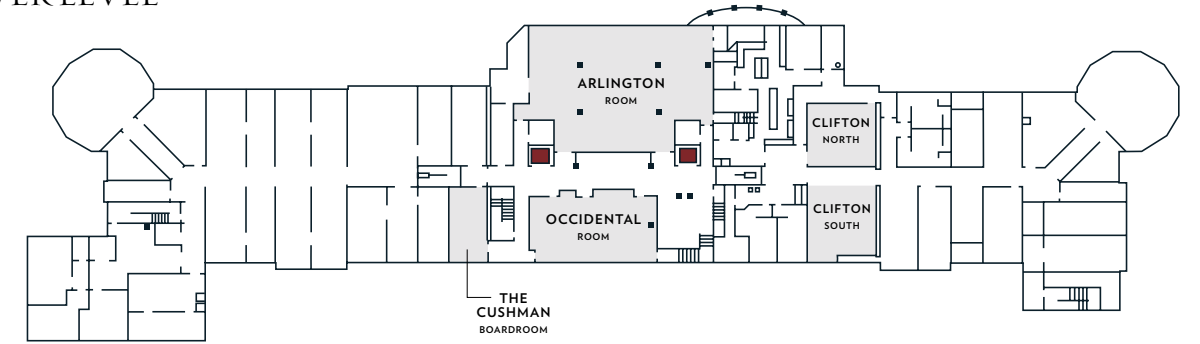 ARLINGTON
ROOM
CLIFTON
NORTH
OCCIDENTAL
ROOM
CLIFTON
SOUTH
THE
CUSHMAN
BOARDROOM